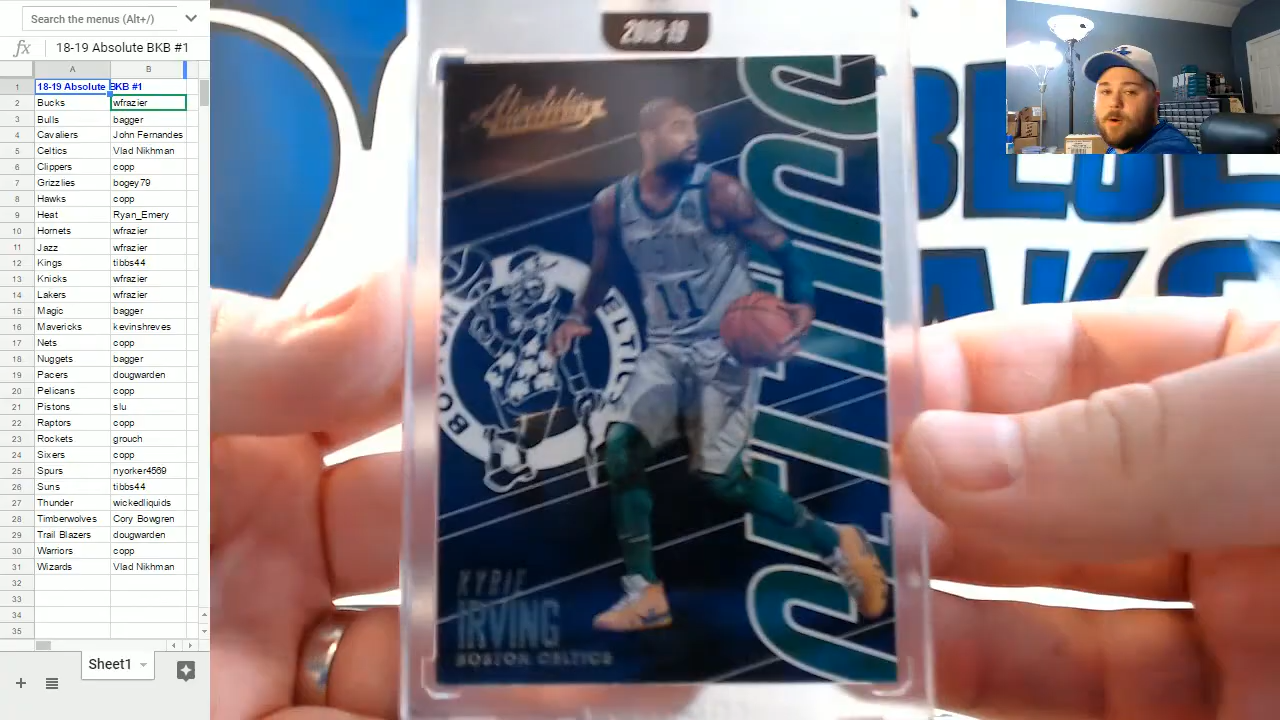 Search the menus (Alt+/)
fx 18-19 Absolute BKB #1
A B
1 18-19 Absolute BKB #1
2 Bucks wfrazier
3 Bulls bagger
4 Cavaliers John Fernandes
5 Celtics Vlad Nikhman
6 Clippers copp
7 Grizzlies bogey79
8 Hawks copp
9 Heat Ryan_Emery
10 Hornets wfrazier
11 Jazz wfrazier
12 Kings tibbs44
13 Knicks wfrazier
14 Lakers wfrazier
15 Magic bagger
16 Mavericks kevinshreves
17 Nets copp
18 Nuggets bagger
19 Pacers dougwarden
20 Pelicans copp
21 Pistons slu
22 Raptors copp
23 Rockets grouch
24 Sixers copp
25 Spurs nyorker4569
26 Suns tibbs44
27 Thunder wickedliquids
28 Timberwolves Cory Bowgren
29 Trail Blazers dougwarden
30 Warriors copp
31 Wizards Vlad Nikhman
32
33
34
35
Sheet1
2018-19
Absolute
11
KYRIE
IRVING
BOSTON CELTICS